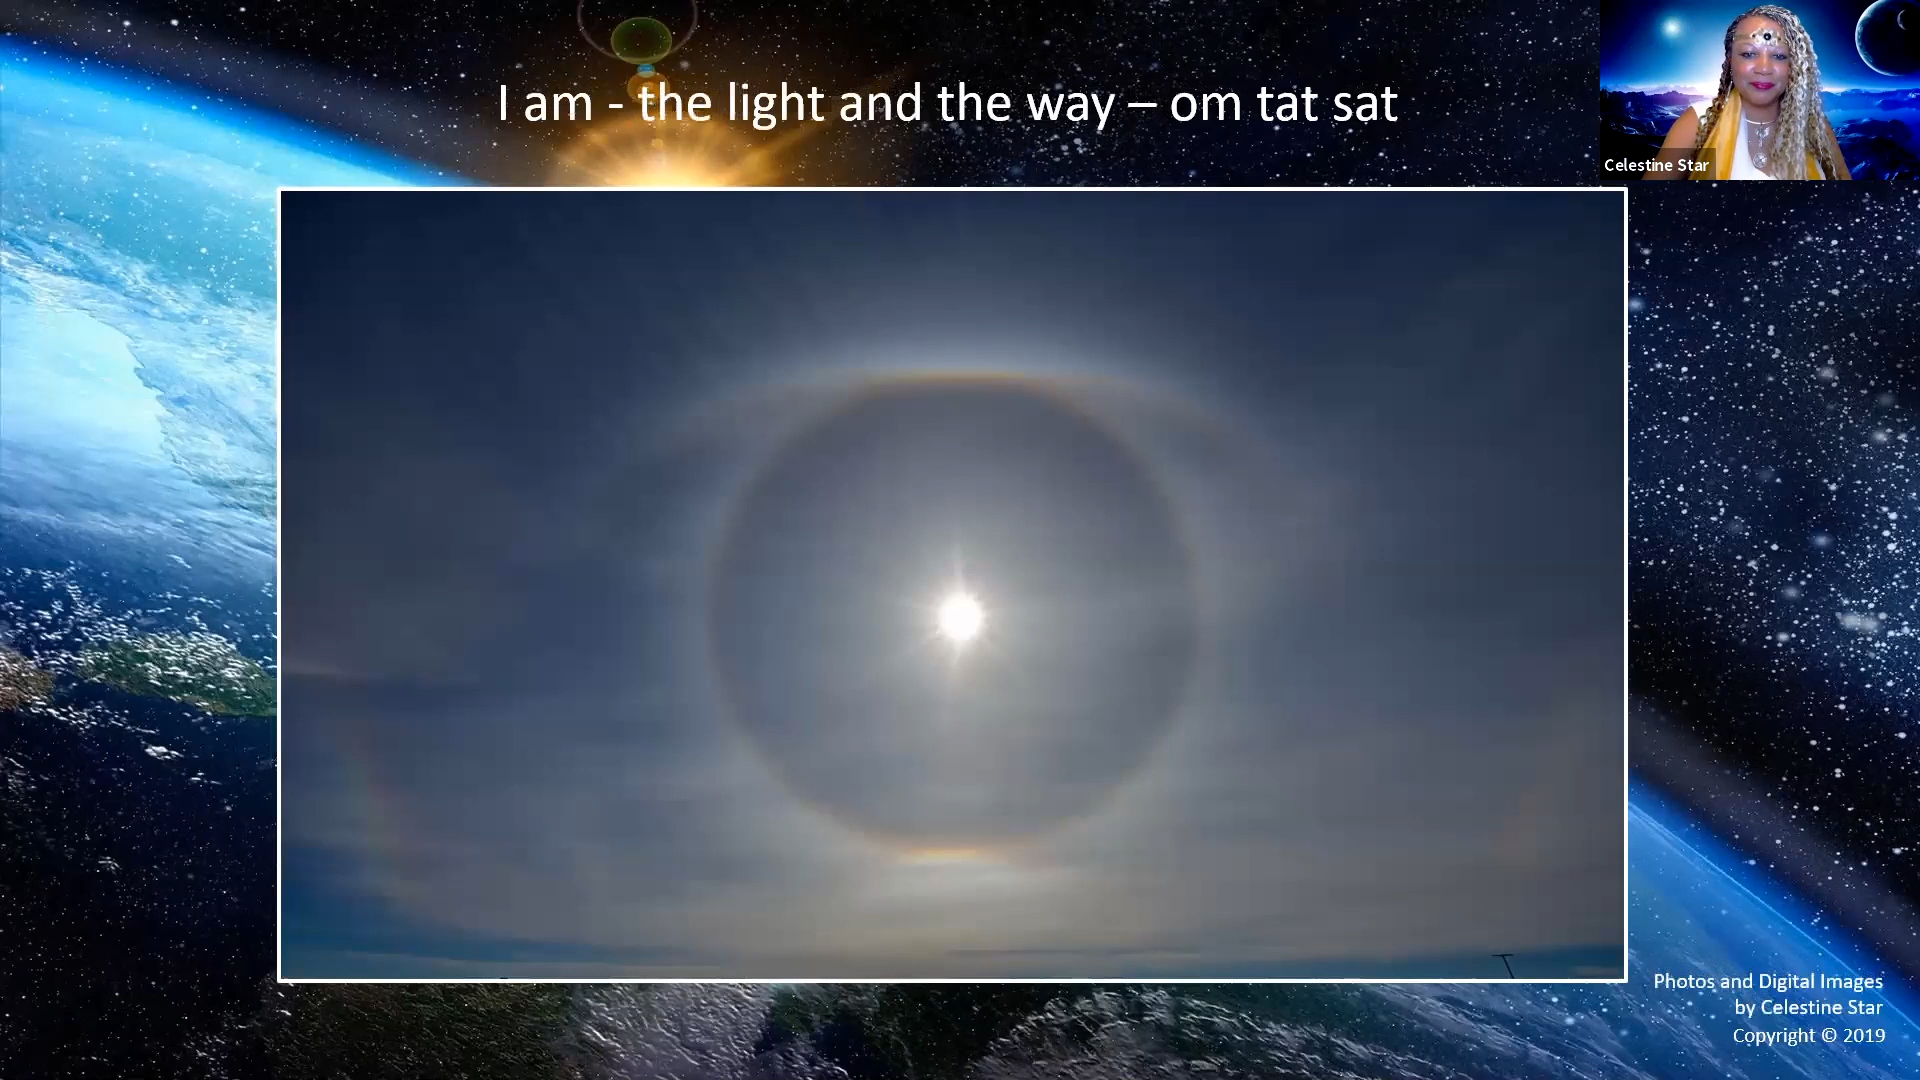 I am - the light and the way – om tat sat
Celestine Star
Photos and Digital Images
by Celestine Star
Copyright © 2019